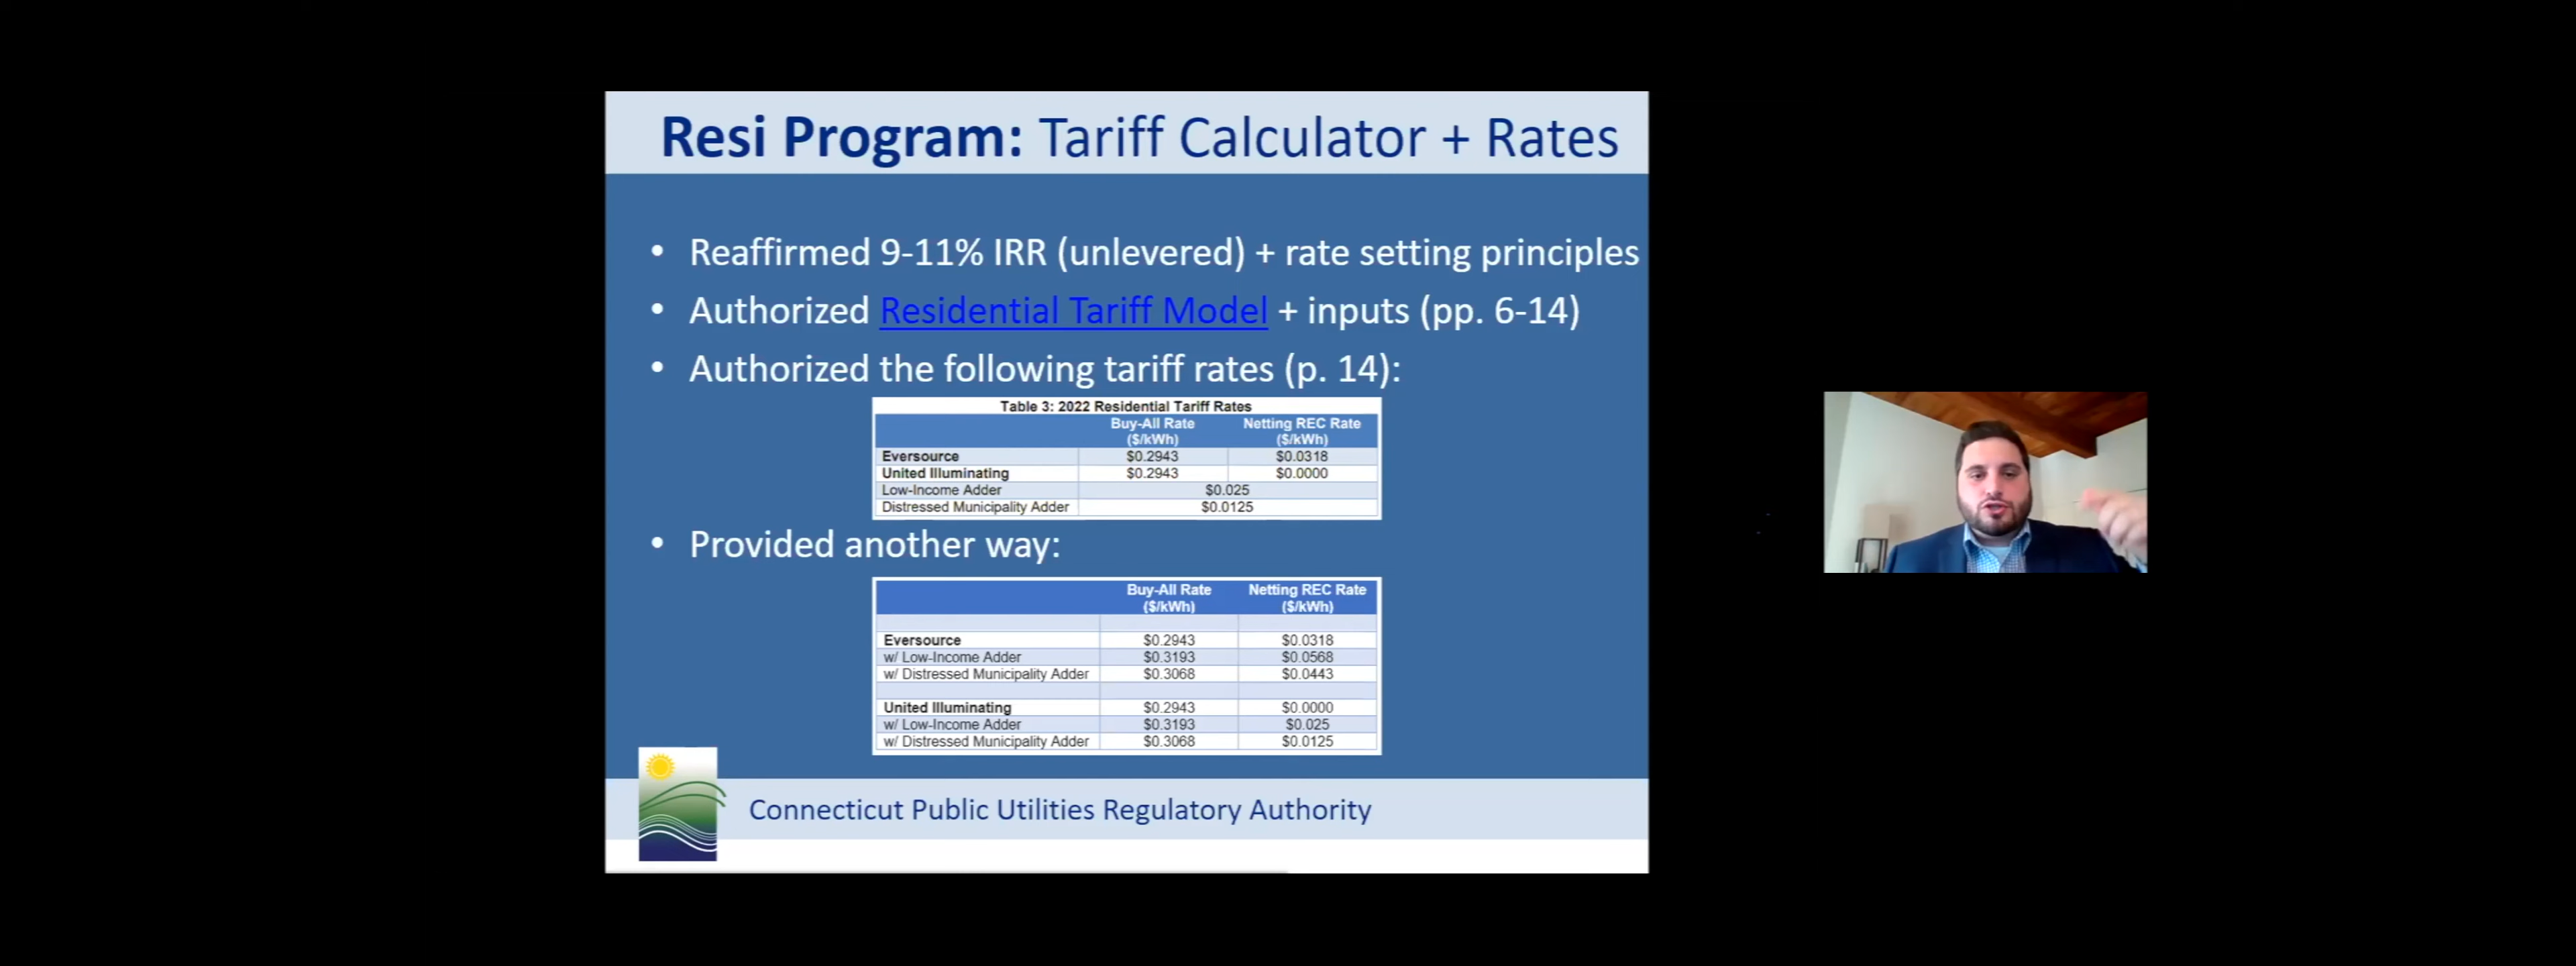 Resi Program: Tariff Calculator + Rates
• Reaffirmed 9-11% IRR (unlevered) + rate setting principles
• Authorized Residential Tariff Model + inputs (pp. 6-14)
• Authorized the following tariff rates (p. 14):
Table 3: 2022 Residential Tariff Rates
Buy-All Rate ($/kWh) Netting REC Rate ($/kWh)
Eversource $0.2943 $0.0318
United Illuminating $0.2943 $0.0000
Low-Income Adder $0.025
Distressed Municipality Adder $0.0125
• Provided another way:
Buy-All Rate ($/kWh) Netting REC Rate ($/kWh)
Eversource $0.2943 $0.0318
w/ Low-Income Adder $0.3193 $0.0568
w/ Distressed Municipality Adder $0.3068 $0.0443
United Illuminating $0.2943 $0.0000
w/ Low-Income Adder $0.3193 $0.025
w/ Distressed Municipality Adder $0.3068 $0.0125
Connecticut Public Utilities Regulatory Authority